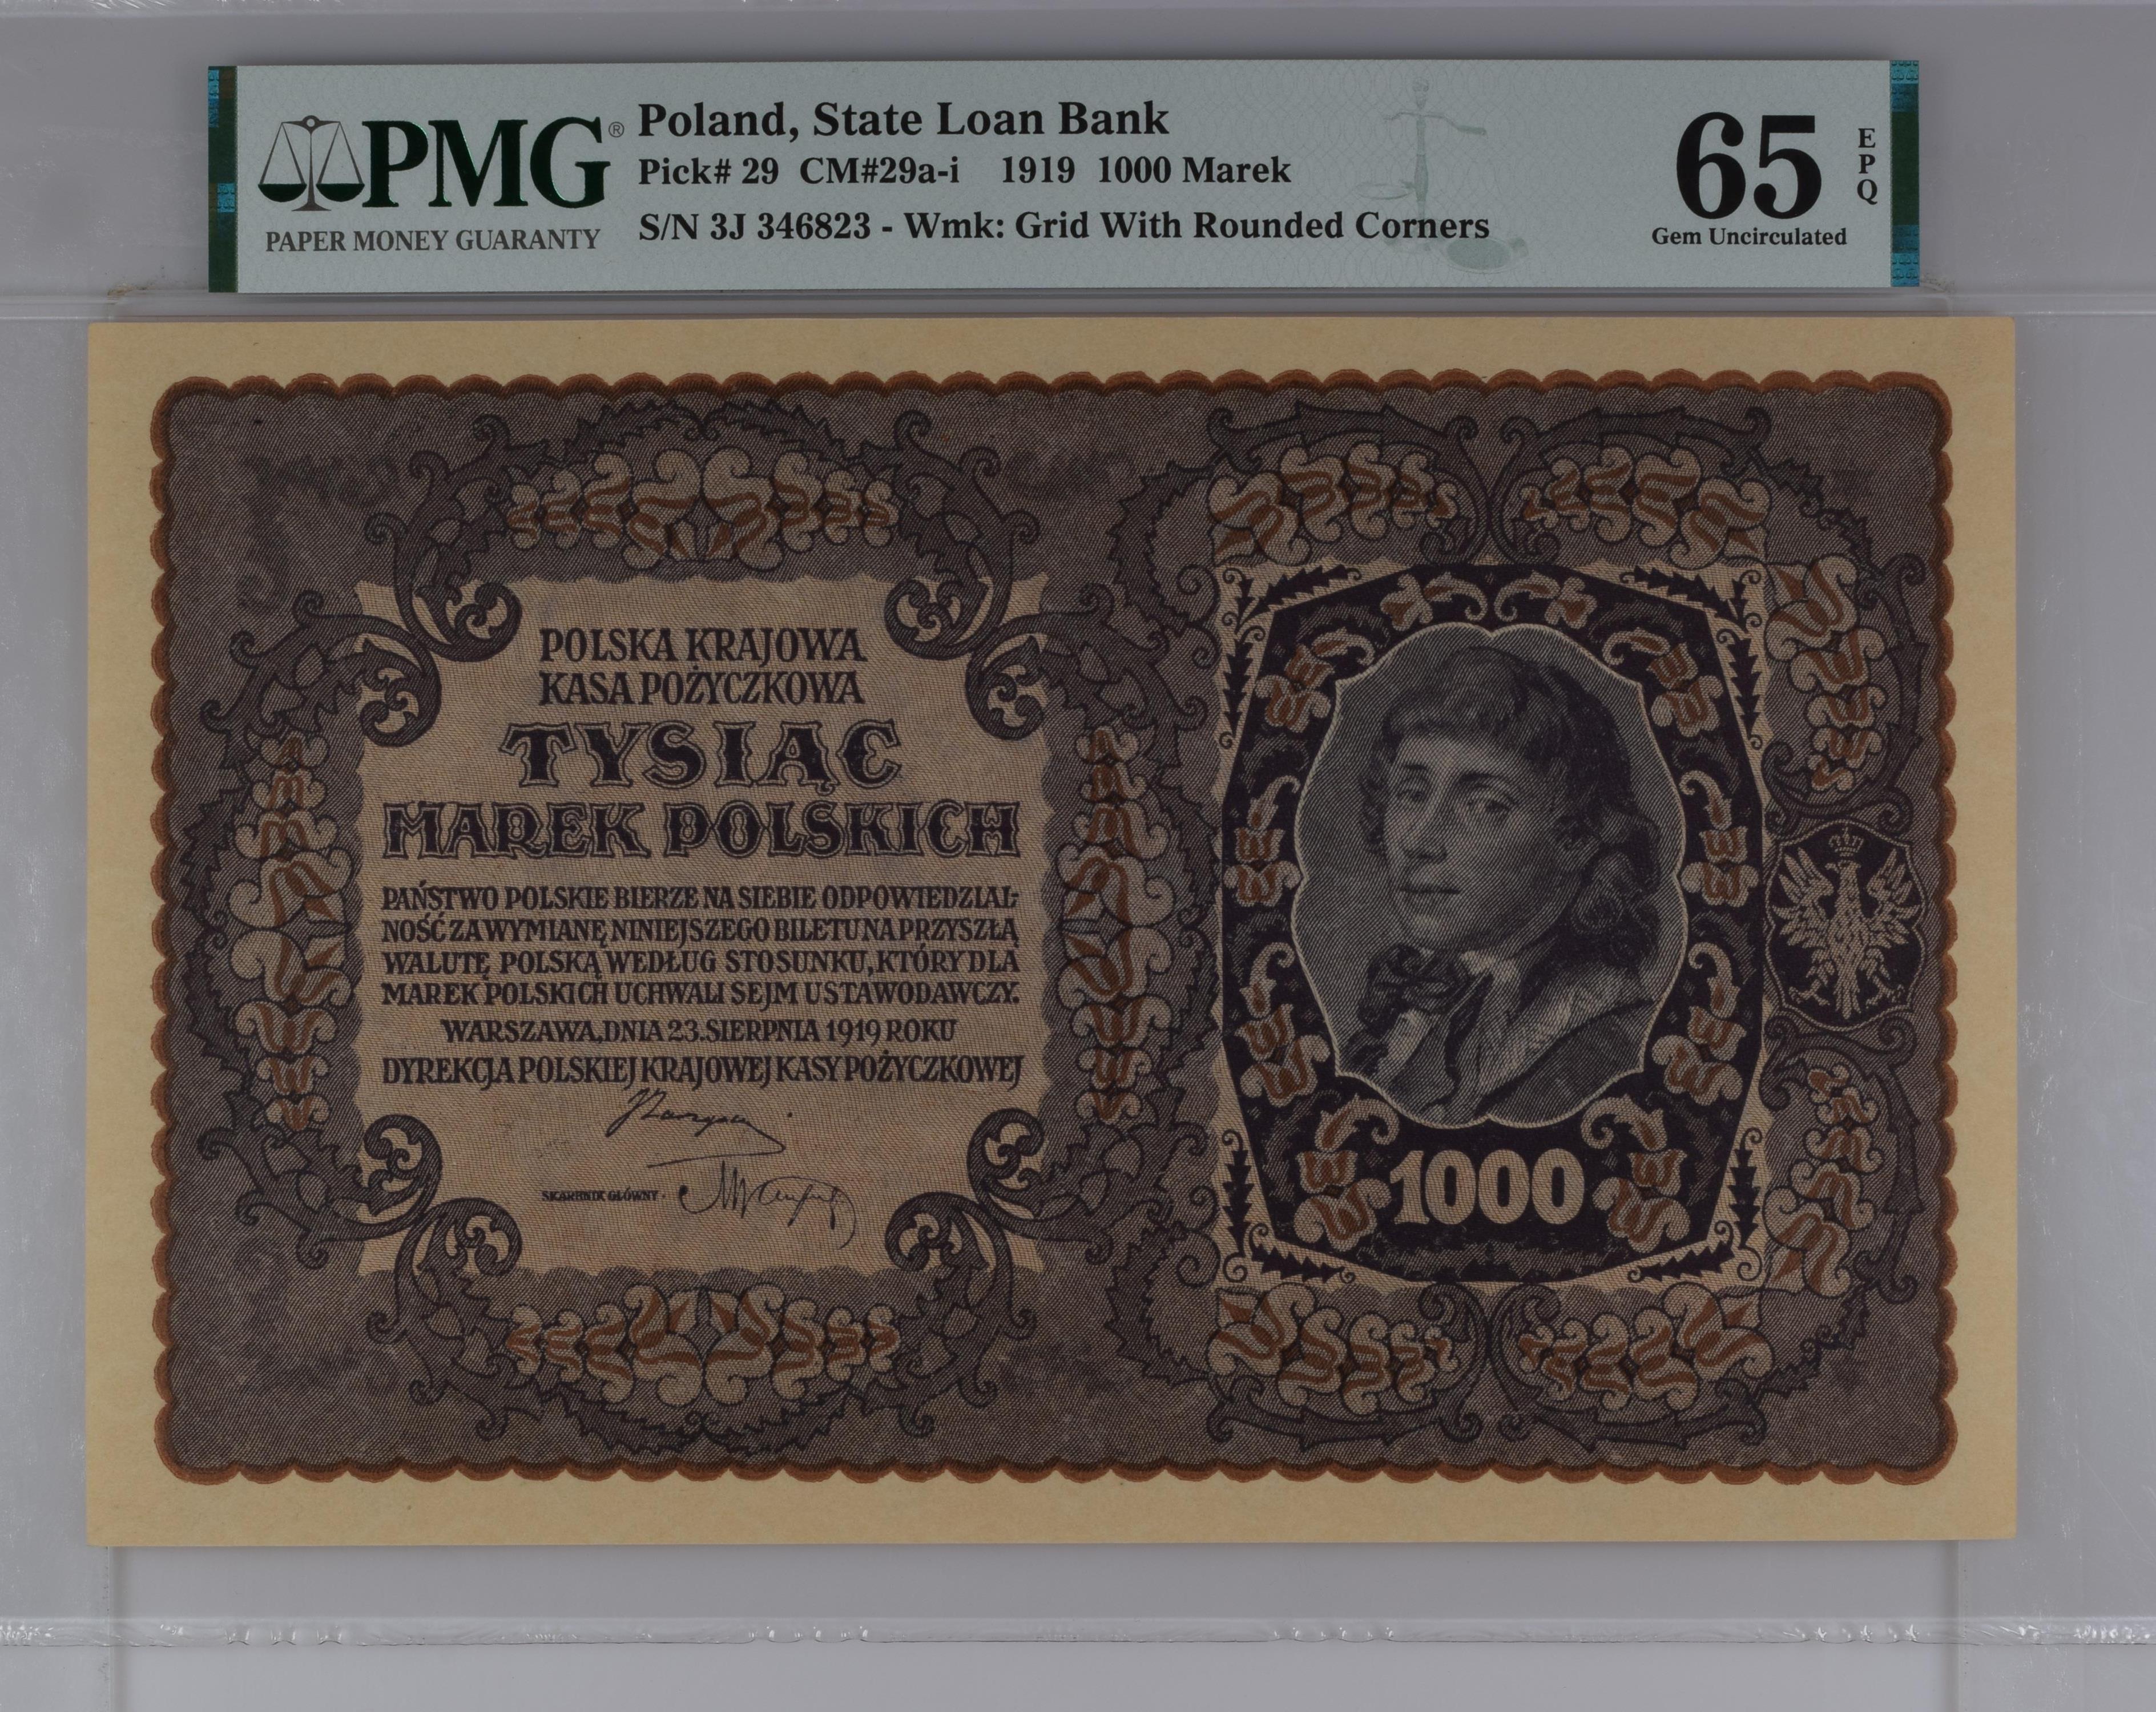 PMG®
PAPER MONEY GUARANTY
Poland, State Loan Bank
Pick# 29 CM#29a-i 1919 1000 Marek
S/N 3J 346823 - Wmk: Grid With Rounded Corners
65
EPQ
Gem Uncirculated
POLSKA KRAJOWA
KASA POŻYCZKOWA
TYSIĄC
MAREK POLSKICH
PAŃSTWO POLSKIE BIERZE NA SIEBIE ODPOWIEDZIAL-
NOŚĆ ZA WYMIANĘ NINIEJSZEGO BILETU NA PRZYSZŁĄ
WALUTĘ POLSKĄ WEDŁUG STOSUNKU, KTÓRY DLA
MAREK POLSKICH UCHWALI SEJM USTAWODAWCZY.
WARSZAWA, DNIA 23. SIERPNIA 1919 ROKU
DYREKCJA POLSKIEJ KRAJOWEJ KASY POŻYCZKOWEJ
SKARBNIK GŁÓWNY
1000